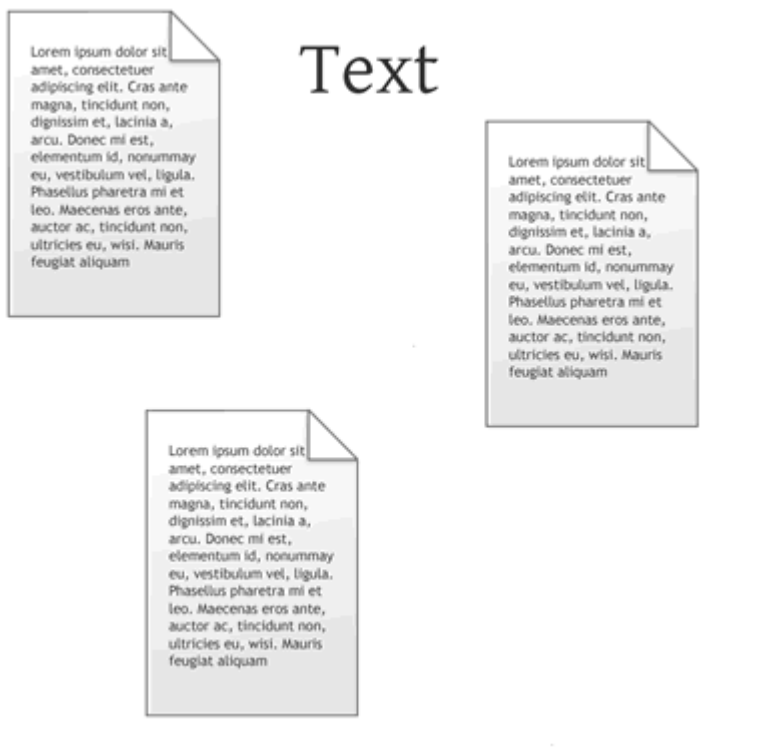 Lorem ipsum dolor sit
amet, consectetuer
adipiscing elit. Cras ante
magna, tincidunt non,
dignissim et, lacinia a,
arcu. Donec mi est,
elementum id, nonummay
eu, vestibulum vel, ligula.
Phasellus pharetra mi et
leo. Maecenas eros ante,
auctor ac, tincidunt non,
ultricies eu, wisi. Mauris
feugiat aliquam
Text
Lorem ipsum dolor sit
amet, consectetuer
adipiscing elit. Cras ante
magna, tincidunt non,
dignissim et, lacinia a,
arcu. Donec mi est,
elementum id, nonummay
eu, vestibulum vel, ligula.
Phasellus pharetra mi et
leo. Maecenas eros ante,
auctor ac, tincidunt non,
ultricies eu, wisi. Mauris
feugiat aliquam
Lorem ipsum dolor sit
amet, consectetuer
adipiscing elit. Cras ante
magna, tincidunt non,
dignissim et, lacinia a,
arcu. Donec mi est,
elementum id, nonummay
eu, vestibulum vel, ligula.
Phasellus pharetra mi et
leo. Maecenas eros ante,
auctor ac, tincidunt non,
ultricies eu, wisi. Mauris
feugiat aliquam